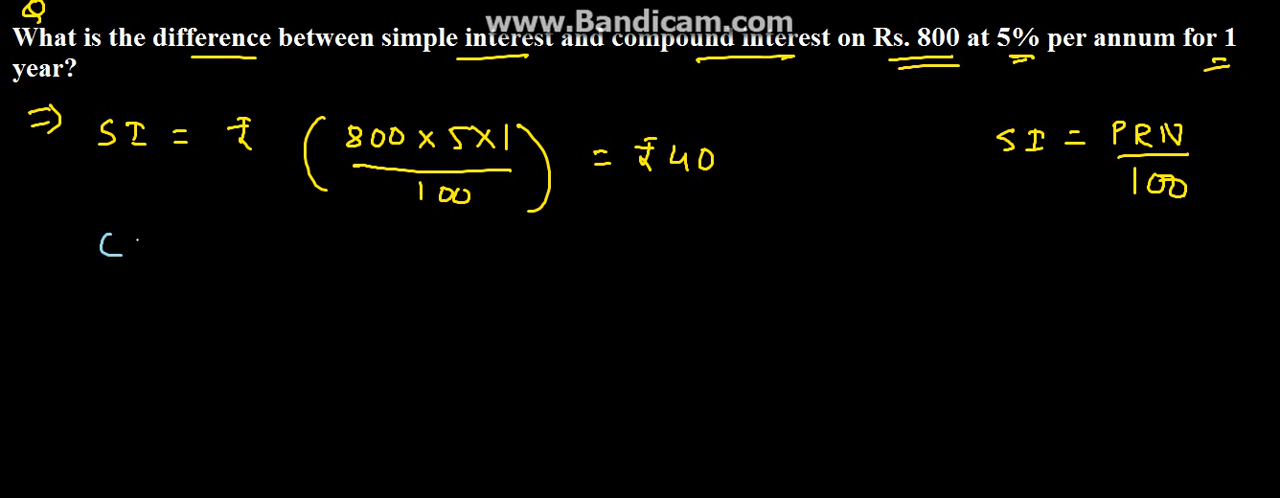 www.Bandicam.com
Q
What is the difference between simple interest and compound interest on Rs. 800 at 5% per annum for 1
year?
⇒ SI = ₹ (800 × 5 × 1 / 100) = ₹ 40
SI = PRN / 100
C